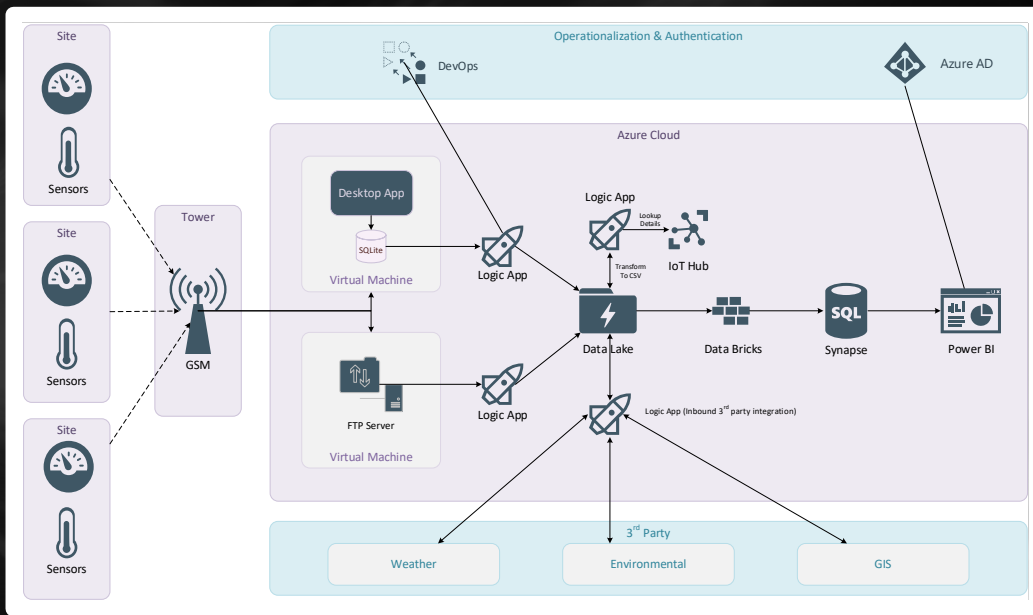 Site
Sensors
Site
Sensors
Site
Sensors
Tower
GSM
Operationalization & Authentication
DevOps
Azure AD
Azure Cloud
Desktop App
SQLite
Virtual Machine
FTP Server
Virtual Machine
Logic App
Logic App
Logic App
Lookup
Details
IoT Hub
Transform
To CSV
Data Lake
Data Bricks
SQL
Synapse
Power BI
Logic App (Inbound 3rd party integration)
3rd Party
Weather
Environmental
GIS